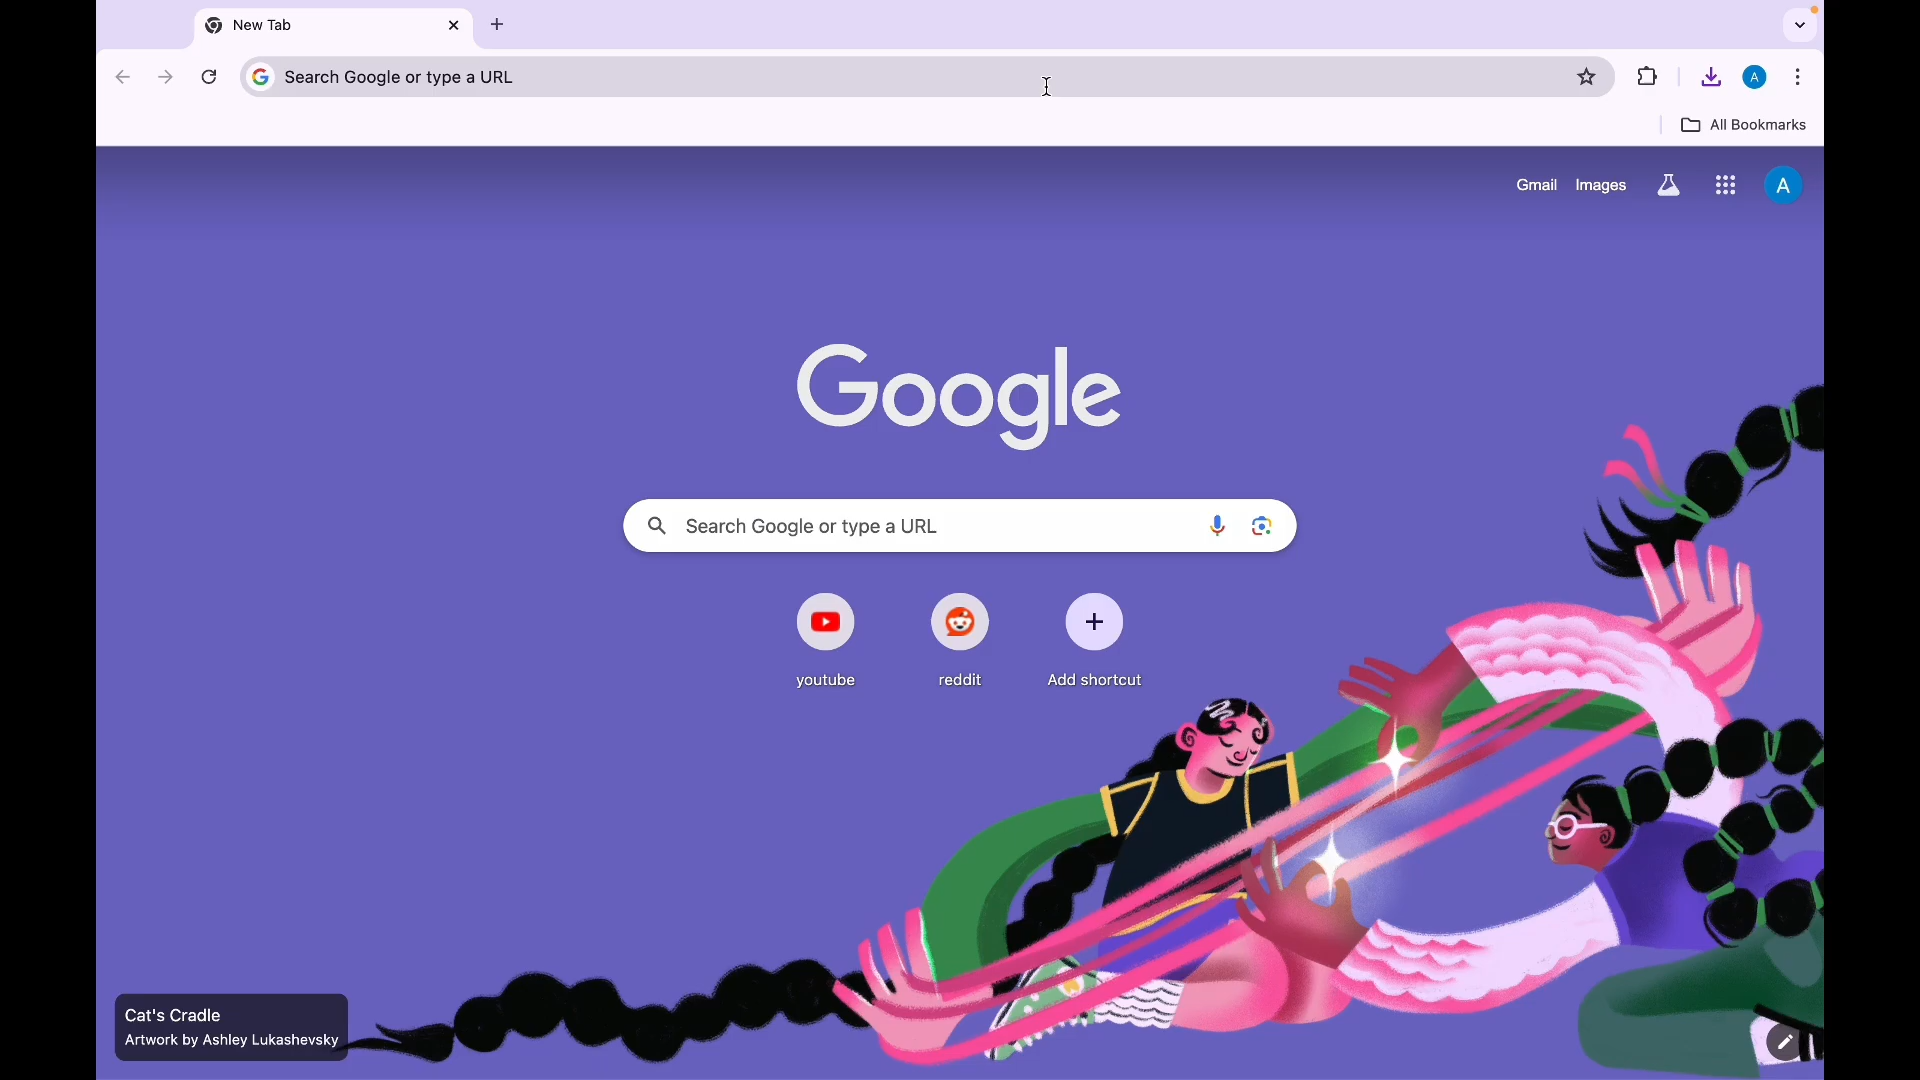 New Tab
Search Google or type a URL
A
All Bookmarks
Gmail Images
A
Google
Search Google or type a URL
youtube reddit Add shortcut
Cat's Cradle
Artwork by Ashley Lukashevsky